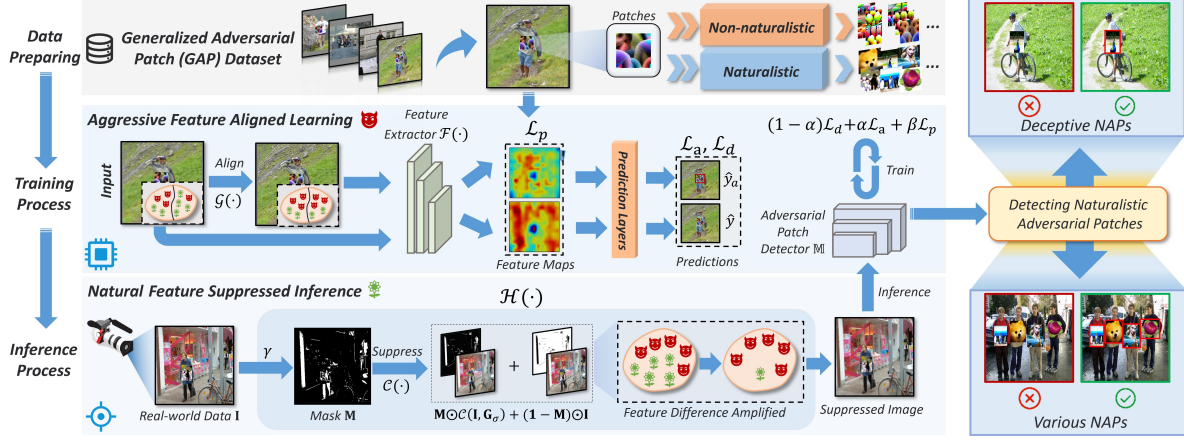 Data
Preparing
Generalized Adversarial
Patch (GAP) Dataset
Patches
Non-naturalistic
Naturalistic
...
...
Training
Process
Aggressive Feature Aligned Learning
Input
Align
𝒢(·)
Feature
Extractor ℱ(·)
ℒₚ
Feature Maps
Prediction Layers
ℒₐ, ℒ_d
ŷₐ
ŷ
Predictions
(1 − α)ℒ_d+αℒₐ + βℒₚ
Train
Adversarial
Patch
Detector 𝕄
Inference
Inference
Process
Natural Feature Suppressed Inference
ℋ(·)
Real-world Data I
γ
Mask M
Suppress
𝒞(·)
+
M⊙𝒞(I, G_σ) + (1 − M)⊙I
Feature Difference Amplified
Suppressed Image
Deceptive NAPs
Detecting Naturalistic
Adversarial Patches
Various NAPs